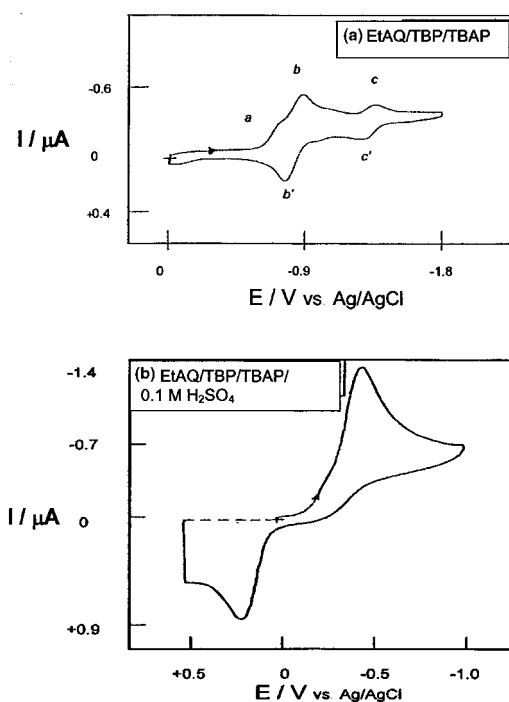 (a) EtAQ/TBP/TBAP
-0.6
I / μA
0
+0.4
a
b
c
b'
c'
0
-0.9
-1.8
E / V vs. Ag/AgCl
(b) EtAQ/TBP/TBAP/
0.1 M H₂SO₄
-1.4
-0.7
I / μA
0
+0.9
+0.5
0
-0.5
-1.0
E / V vs. Ag/AgCl